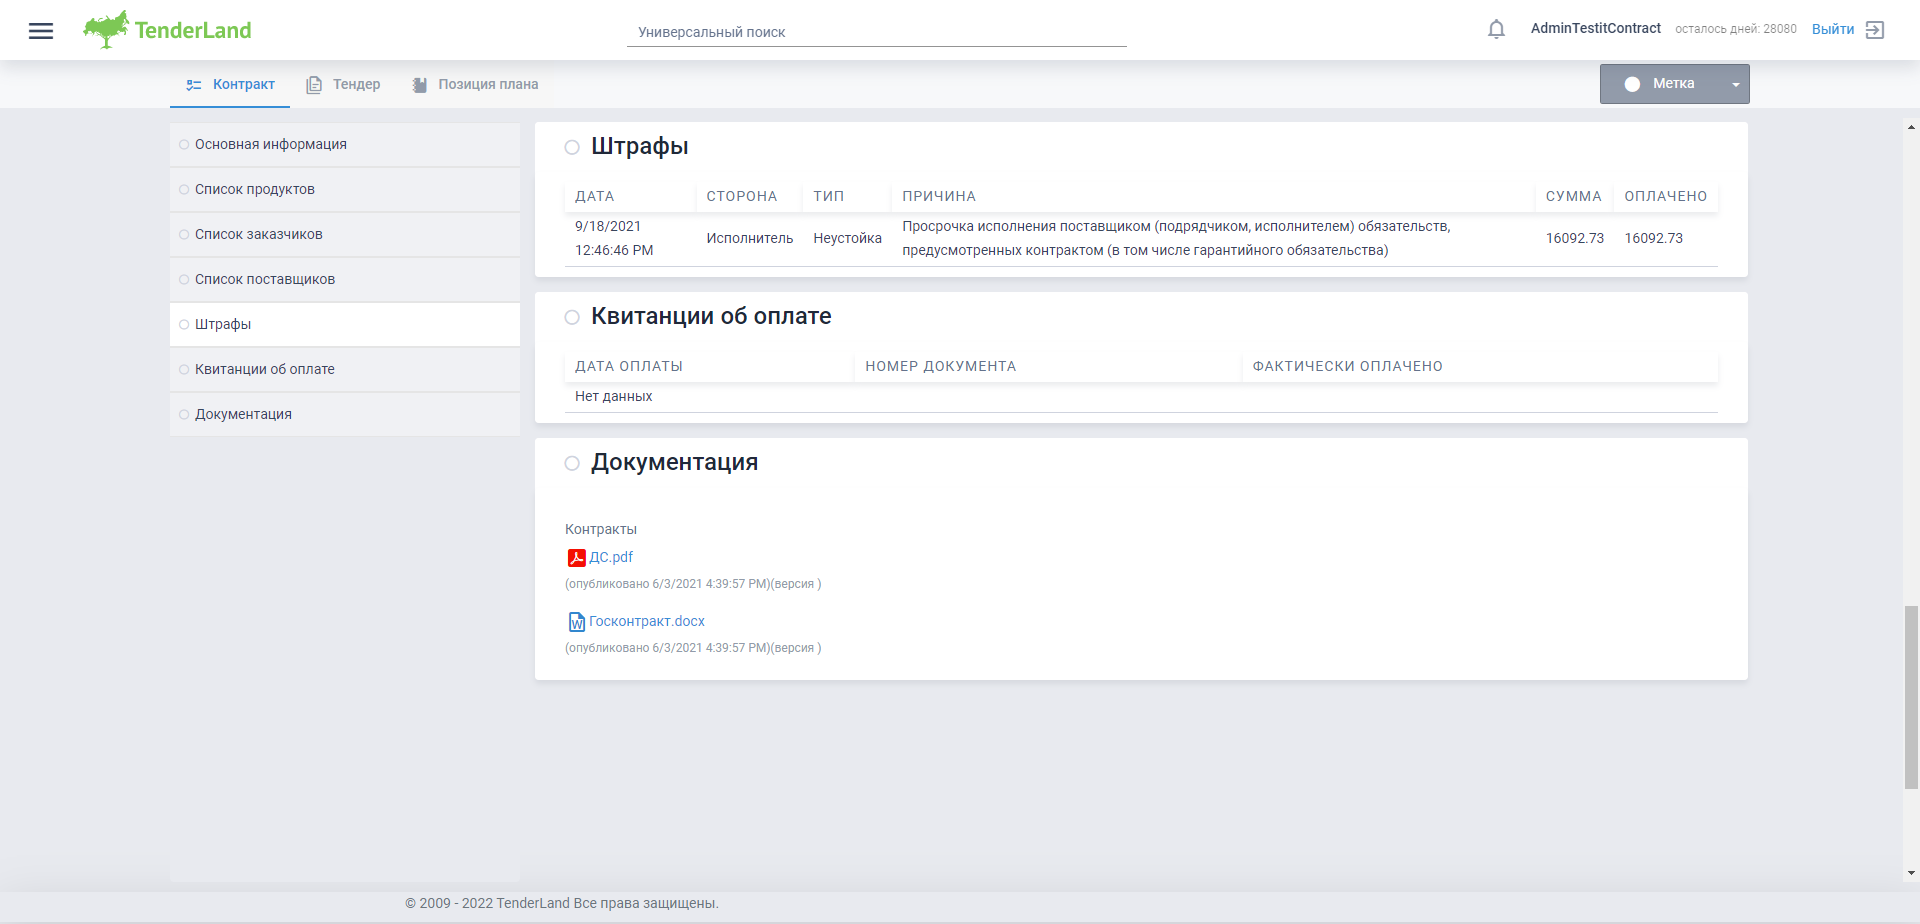 TenderLand
Универсальный поиск
AdminTestitContract осталось дней: 28080 Выйти
Контракт Тендер Позиция плана
Метка
Основная информация
Список продуктов
Список заказчиков
Список поставщиков
Штрафы
Квитанции об оплате
Документация
Штрафы
ДАТА СТОРОНА ТИП ПРИЧИНА СУММА ОПЛАЧЕНО
9/18/2021
12:46:46 PM
Исполнитель
Неустойка
Просрочка исполнения поставщиком (подрядчиком, исполнителем) обязательств,
предусмотренных контрактом (в том числе гарантийного обязательства)
16092.73
16092.73
Квитанции об оплате
ДАТА ОПЛАТЫ НОМЕР ДОКУМЕНТА ФАКТИЧЕСКИ ОПЛАЧЕНО
Нет данных
Документация
Контракты
ДС.pdf
(опубликовано 6/3/2021 4:39:57 PM)(версия )
Госконтракт.docx
(опубликовано 6/3/2021 4:39:57 PM)(версия )
© 2009 - 2022 TenderLand Все права защищены.